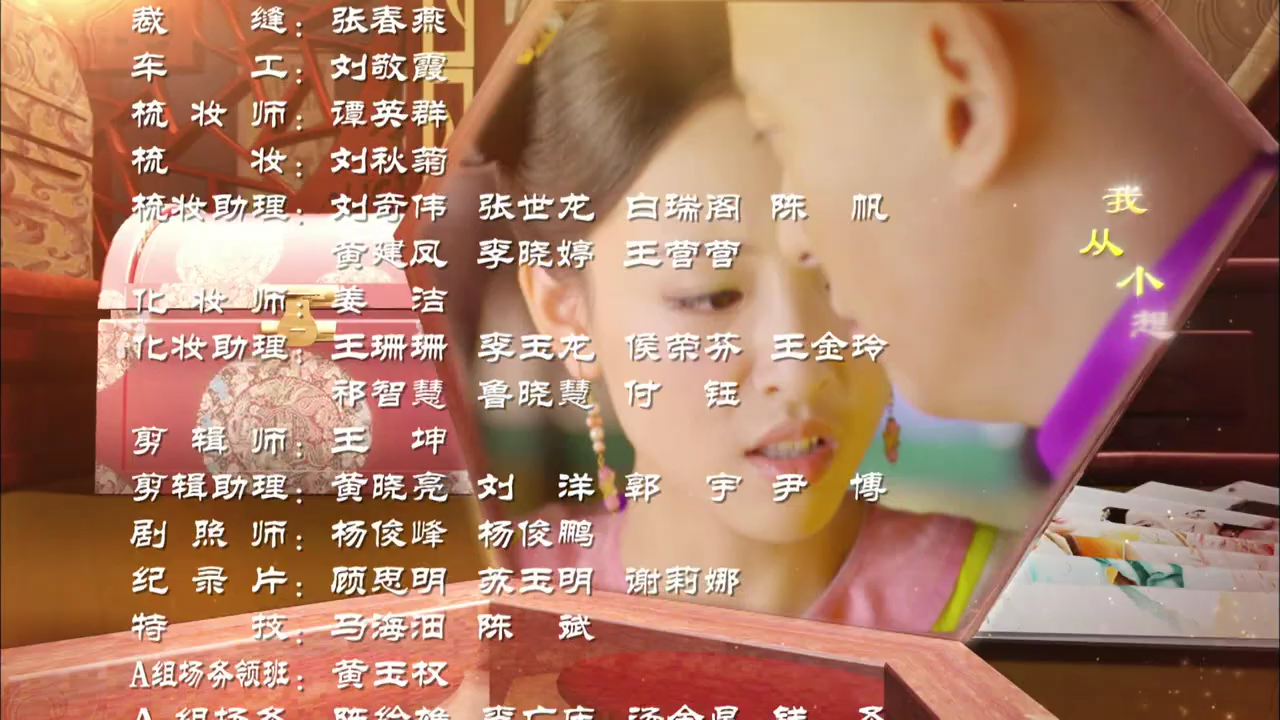 裁缝：张春燕
车工：刘敬霞
梳妆师：谭英群
梳妆：刘秋菊
梳妆助理：刘奇伟 张世龙 白瑞阁 陈帆
黄建凤 李晓婷 王营营
化妆师：姜洁
化妆助理：王珊珊 李玉龙 侯荣芬 王金玲
祁智慧 鲁晓慧 付钰
剪辑师：王坤
剪辑助理：黄晓亮 刘洋 郭宇 尹博
剧照师：杨俊峰 杨俊鹏
纪录片：顾思明 苏玉明 谢莉娜
特技：马海洄 陈斌
A组场务领班：黄玉权
A组场务
我从小想